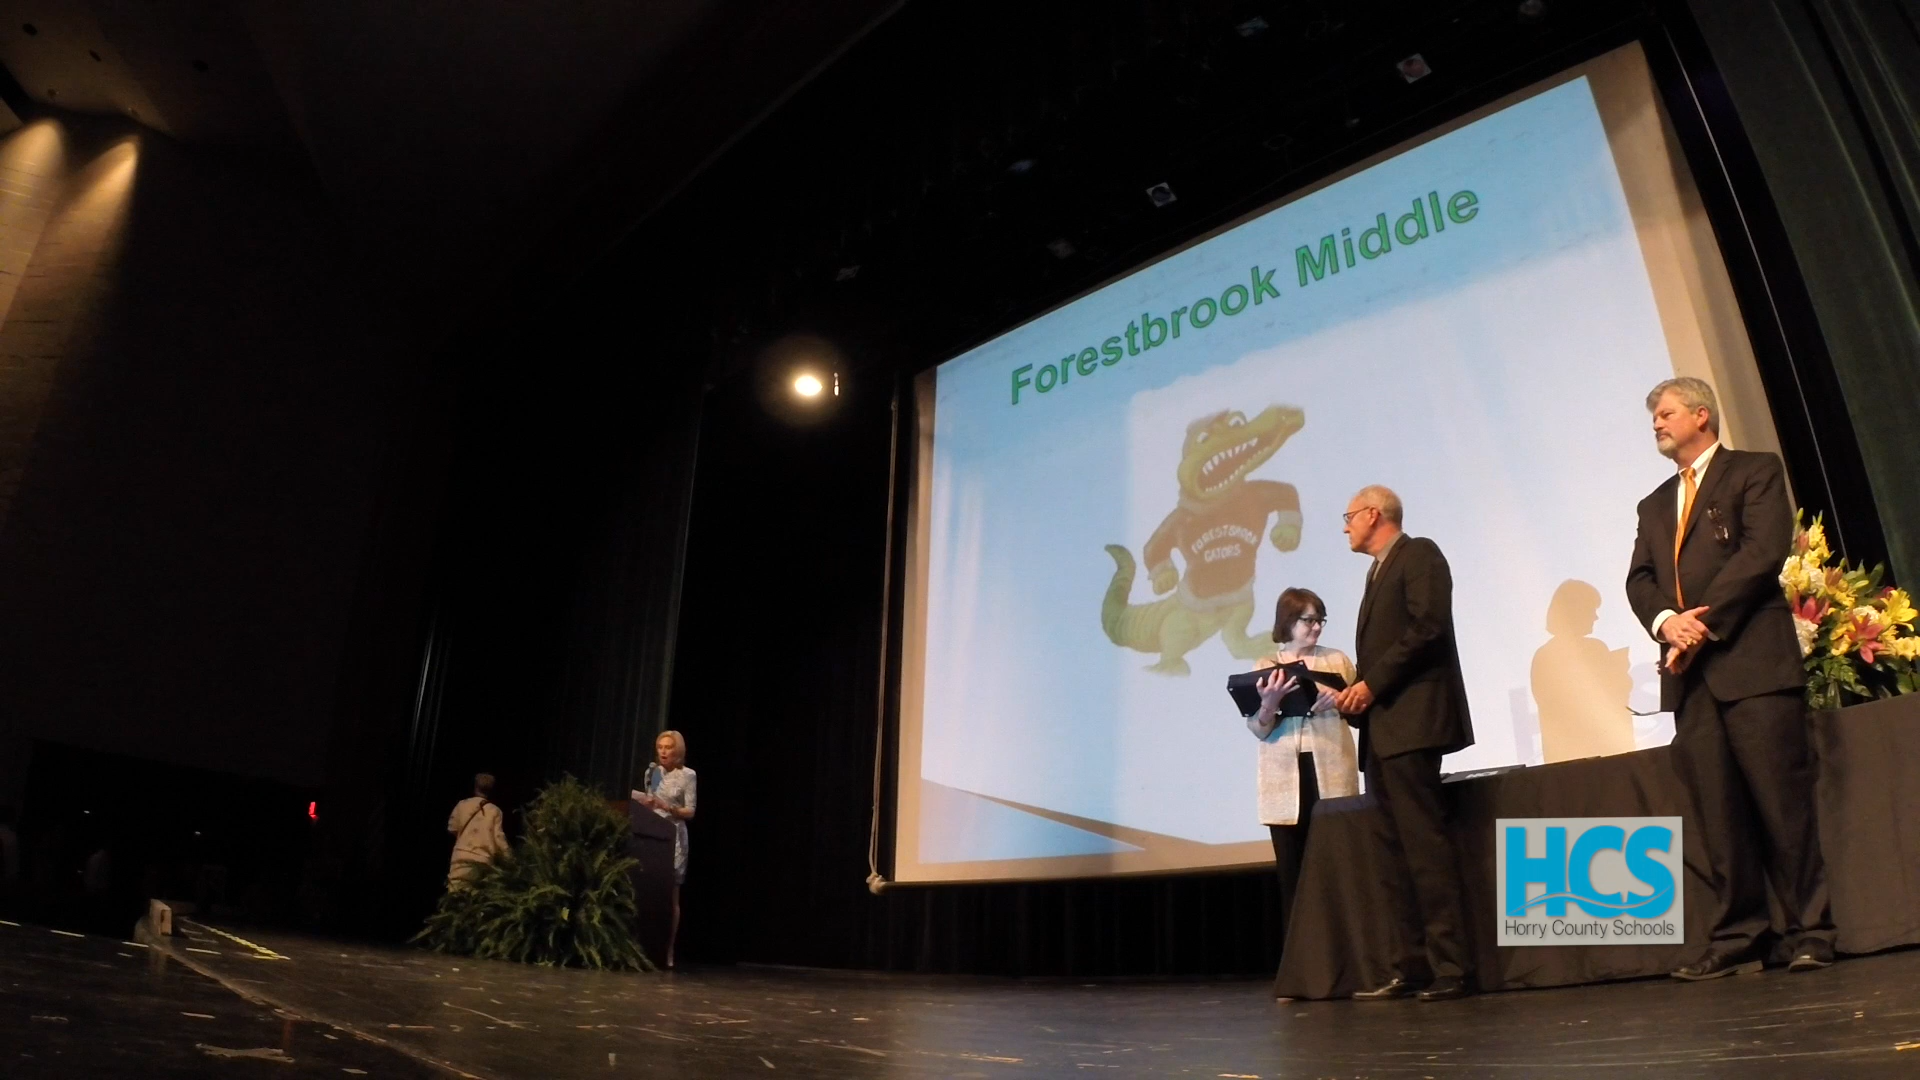 Forestbrook Middle
FORESTBROOK
GATORS
HCS
Horry County Schools